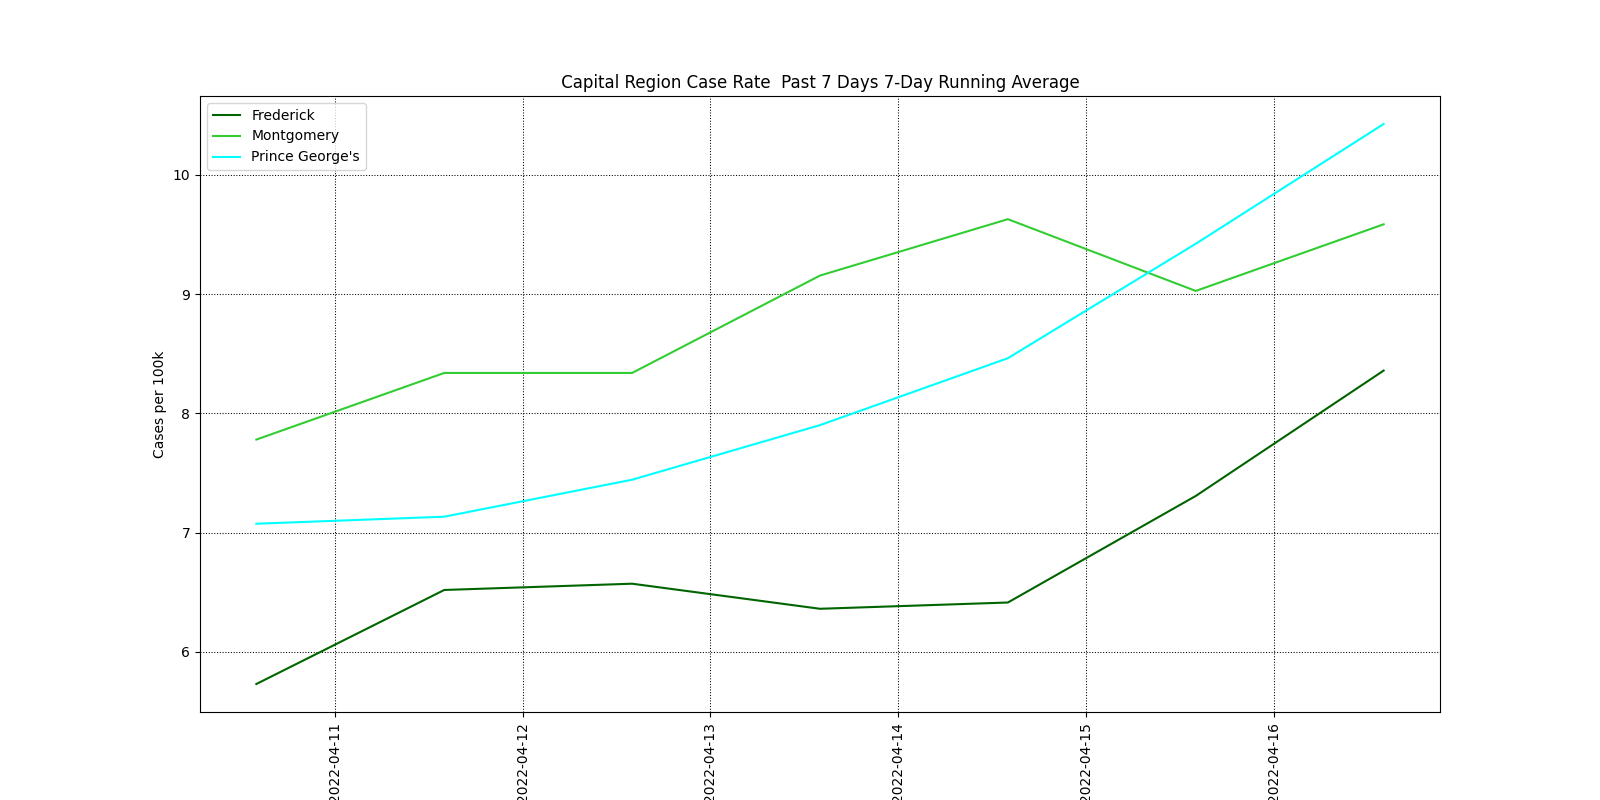 Capital Region Case Rate  Past 7 Days 7-Day Running Average
Frederick
Montgomery
Prince George's
10
9
8
7
6
Cases per 100k
2022-04-11
2022-04-12
2022-04-13
2022-04-14
2022-04-15
2022-04-16